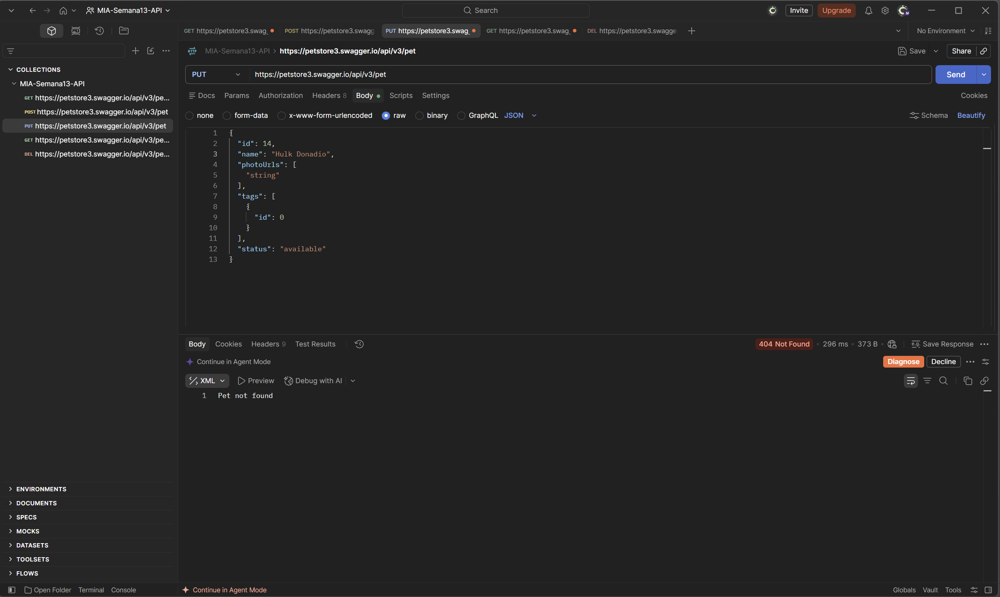 MIA-Semana13-API
Search
Invite
Upgrade
GET https://petstore3.swag
POST https://petstore3.swagg
PUT https://petstore3.swag
GET https://petstore3.swag
DEL https://petstore3.swagge
No Environment
HTTP MIA-Semana13-API > https://petstore3.swagger.io/api/v3/pet
Save
Share
COLLECTIONS
MIA-Semana13-API
GET https://petstore3.swagger.io/api/v3/pe...
POST https://petstore3.swagger.io/api/v3/pet
PUT https://petstore3.swagger.io/api/v3/pet
GET https://petstore3.swagger.io/api/v3/pe...
DEL https://petstore3.swagger.io/api/v3/pe...
PUT https://petstore3.swagger.io/api/v3/pet
Send
Docs Params Authorization Headers 8 Body Scripts Settings
Cookies
none form-data x-www-form-urlencoded raw binary GraphQL JSON
Schema Beautify
1 {
2 "id": 14,
3 "name": "Hulk Donadio",
4 "photoUrls": [
5 "string"
6 ],
7 "tags": [
8 {
9 "id": 0
10 }
11 ],
12 "status": "available"
13 }
Body Cookies Headers 9 Test Results
404 Not Found • 296 ms • 373 B
e.g. Save Response
Continue in Agent Mode
Diagnose Decline
XML Preview Debug with AI
1 Pet not found
ENVIRONMENTS
DOCUMENTS
SPECS
MOCKS
DATASETS
TOOLSETS
FLOWS
Open Folder Terminal Console
Continue in Agent Mode
Globals Vault Tools